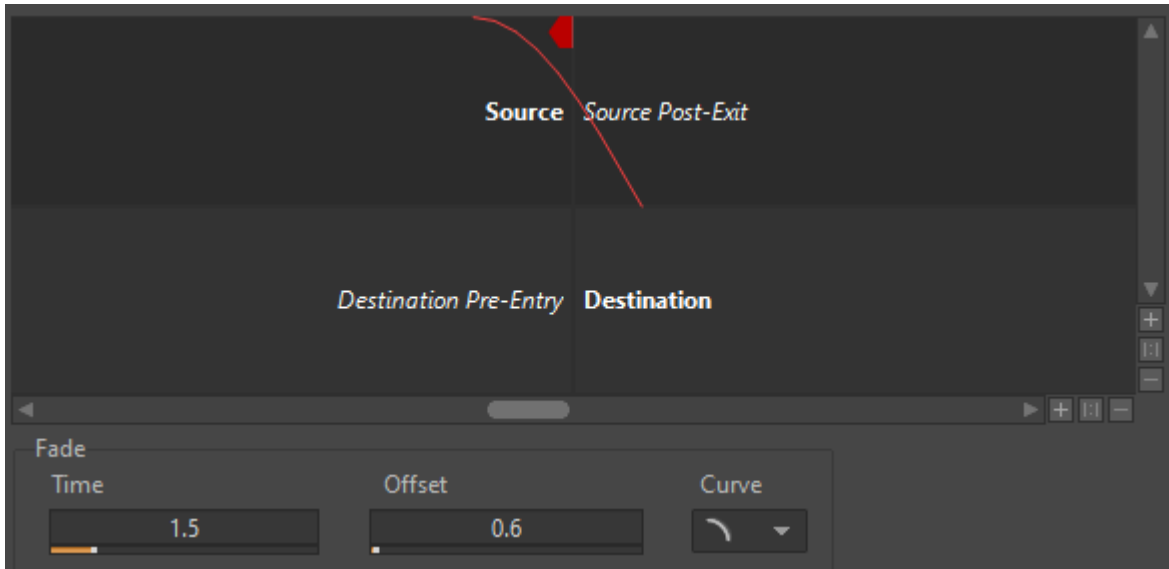 Source Source Post-Exit
Destination Pre-Entry Destination
Fade
Time Offset Curve
1.5 0.6